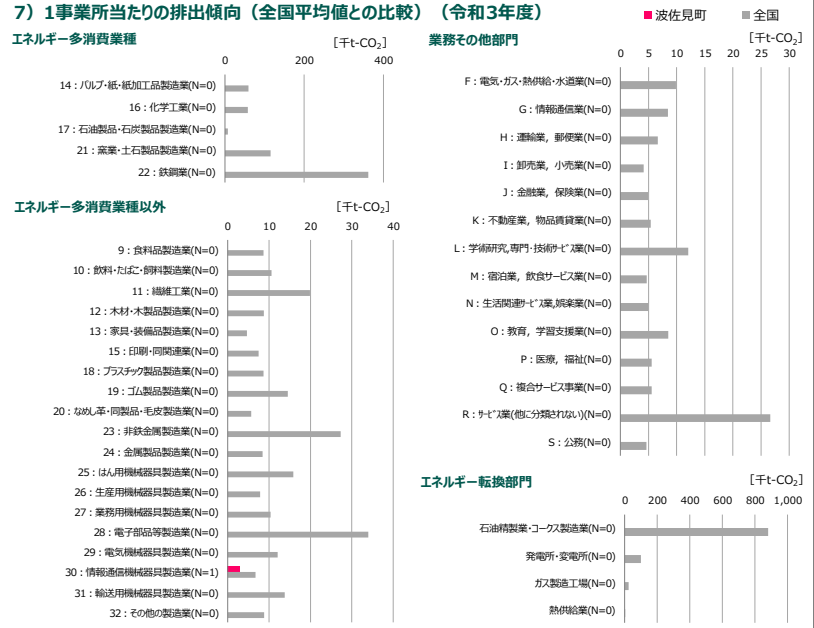 7）1事業所当たりの排出傾向（全国平均値との比較）（令和3年度）
波佐見町
全国
エネルギー多消費業種
[千t-CO₂]
0 200 400
14：パルプ・紙・紙加工品製造業(N=0)
16：化学工業(N=0)
17：石油製品・石炭製品製造業(N=0)
21：窯業・土石製品製造業(N=0)
22：鉄鋼業(N=0)
エネルギー多消費業種以外
[千t-CO₂]
0 10 20 30 40
9：食料品製造業(N=0)
10：飲料・たばこ・飼料製造業(N=0)
11：繊維工業(N=0)
12：木材・木製品製造業(N=0)
13：家具・装備品製造業(N=0)
15：印刷・同関連業(N=0)
18：プラスチック製品製造業(N=0)
19：ゴム製品製造業(N=0)
20：なめし革・同製品・毛皮製造業(N=0)
23：非鉄金属製造業(N=0)
24：金属製品製造業(N=0)
25：はん用機械器具製造業(N=0)
26：生産用機械器具製造業(N=0)
27：業務用機械器具製造業(N=0)
28：電子部品等製造業(N=0)
29：電気機械器具製造業(N=0)
30：情報通信機械器具製造業(N=1)
31：輸送用機械器具製造業(N=0)
32：その他の製造業(N=0)
業務その他部門
[千t-CO₂]
0 5 10 15 20 25 30
F：電気・ガス・熱供給・水道業(N=0)
G：情報通信業(N=0)
H：運輸業，郵便業(N=0)
I：卸売業，小売業(N=0)
J：金融業，保険業(N=0)
K：不動産業，物品賃貸業(N=0)
L：学術研究,専門・技術ｻｰﾋﾞｽ業(N=0)
M：宿泊業，飲食サービス業(N=0)
N：生活関連ｻｰﾋﾞｽ業,娯楽業(N=0)
O：教育，学習支援業(N=0)
P：医療，福祉(N=0)
Q：複合サービス事業(N=0)
R：ｻｰﾋﾞｽ業(他に分類されない)(N=0)
S：公務(N=0)
エネルギー転換部門
[千t-CO₂]
0 200 400 600 800 1,000
石油精製業・コークス製造業(N=0)
発電所・変電所(N=0)
ガス製造工場(N=0)
熱供給業(N=0)